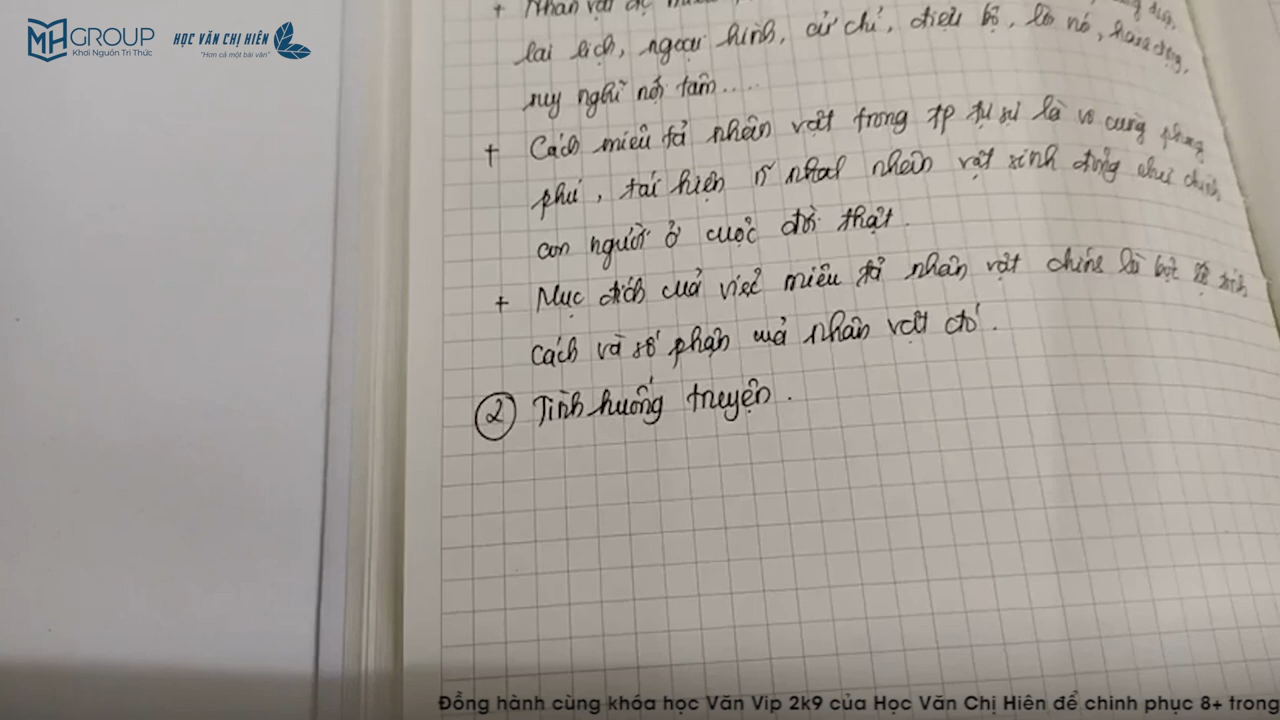 MH GROUP
Khơi Nguồn Tri Thức
HỌC VĂN CHỊ HIÊN
"Hơn cả một bài văn"
+ Nhân vật
lai lịch, ngoại hình, cử chỉ, điệu bộ, lời nói, hành động,
suy nghĩ nội tâm.....
+ Cách miêu tả nhân vật trong tp tự sự là vô cùng phong
phú, tái hiện n~ nhân vật sinh động như chính
con người ở cuộc đời thật.
+ Mục đích của việc miêu tả nhân vật chính là bộc lộ tính
cách và số phận của nhân vật đó.
② Tình huống truyện.
Đồng hành cùng khóa học Văn Vip 2k9 của Học Văn Chị Hiên để chinh phục 8+ trong